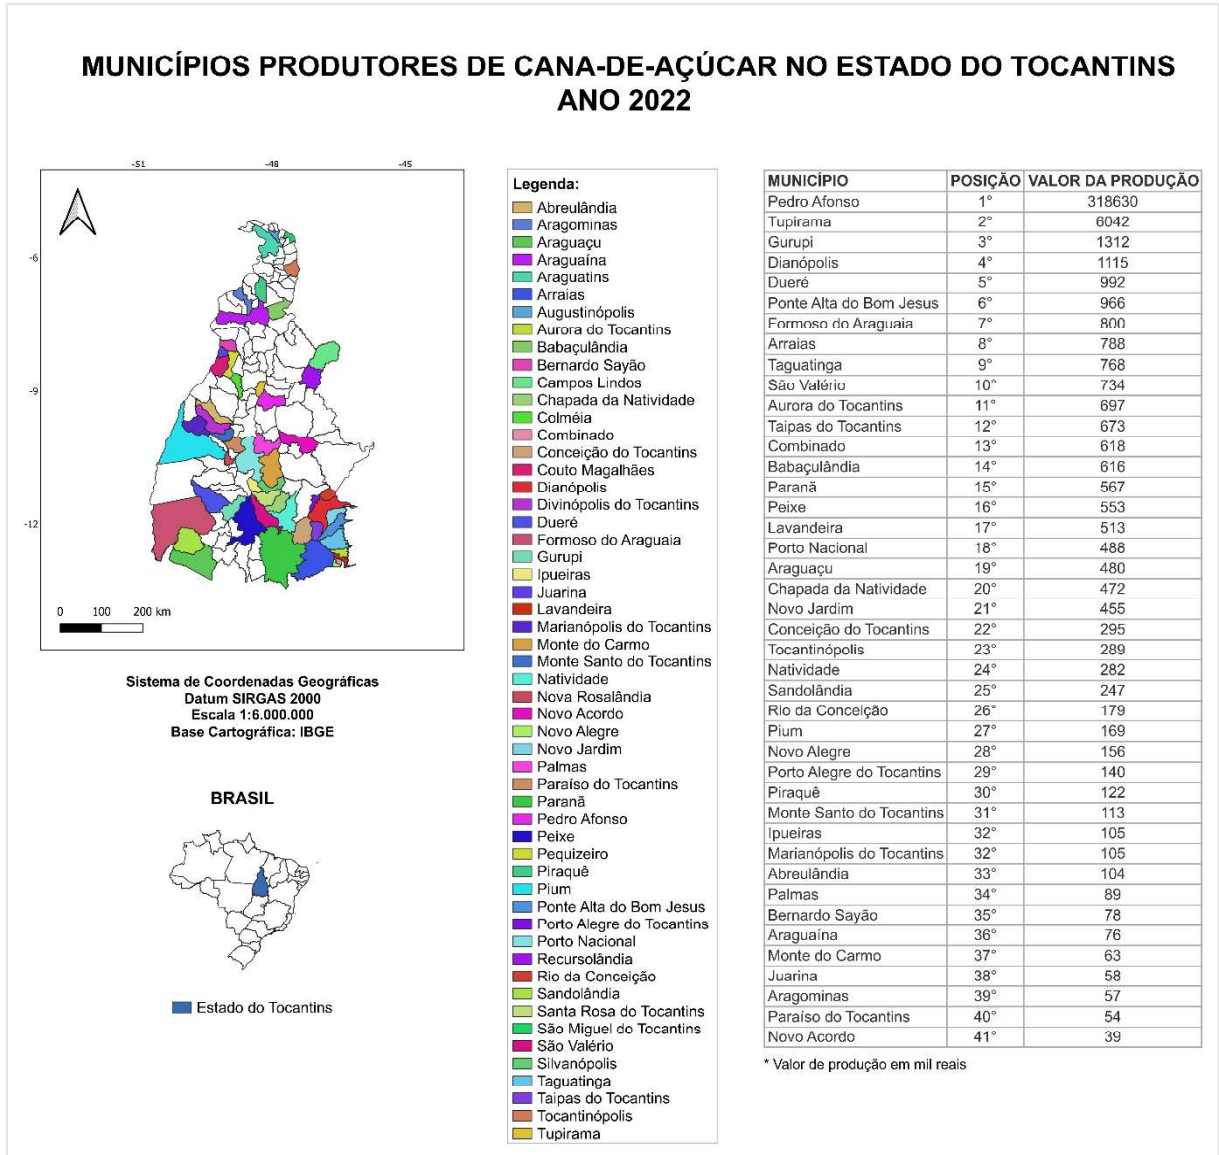 MUNICÍPIOS PRODUTORES DE CANA-DE-AÇÚCAR NO ESTADO DO TOCANTINS
ANO 2022
-51 -48 -45
-6
-9
-12
0 100 200 km
Sistema de Coordenadas Geográficas
Datum SIRGAS 2000
Escala 1:6.000.000
Base Cartográfica: IBGE
BRASIL
Estado do Tocantins
Legenda:
Abreulândia
Aragominas
Araguaçu
Araguaína
Araguatins
Arraias
Augustinópolis
Aurora do Tocantins
Babaçulândia
Bernardo Sayão
Campos Lindos
Chapada da Natividade
Colméia
Combinado
Conceição do Tocantins
Couto Magalhães
Dianópolis
Divinópolis do Tocantins
Dueré
Formoso do Araguaia
Gurupi
Ipueiras
Juarina
Lavandeira
Marianópolis do Tocantins
Monte do Carmo
Monte Santo do Tocantins
Natividade
Nova Rosalândia
Novo Acordo
Novo Alegre
Novo Jardim
Palmas
Paraíso do Tocantins
Paranã
Pedro Afonso
Peixe
Pequizeiro
Piraquê
Pium
Ponte Alta do Bom Jesus
Porto Alegre do Tocantins
Porto Nacional
Recursolândia
Rio da Conceição
Sandolândia
Santa Rosa do Tocantins
São Miguel do Tocantins
São Valério
Silvanópolis
Taguatinga
Taipas do Tocantins
Tocantinópolis
Tupirama
MUNICÍPIO POSIÇÃO VALOR DA PRODUÇÃO
Pedro Afonso 1° 318630
Tupirama 2° 6042
Gurupi 3° 1312
Dianópolis 4° 1115
Dueré 5° 992
Ponte Alta do Bom Jesus 6° 966
Formoso do Araguaia 7° 800
Arraias 8° 788
Taguatinga 9° 768
São Valério 10° 734
Aurora do Tocantins 11° 697
Taipas do Tocantins 12° 673
Combinado 13° 618
Babaçulândia 14° 616
Paranã 15° 567
Peixe 16° 553
Lavandeira 17° 513
Porto Nacional 18° 488
Araguaçu 19° 480
Chapada da Natividade 20° 472
Novo Jardim 21° 455
Conceição do Tocantins 22° 295
Tocantinópolis 23° 289
Natividade 24° 282
Sandolândia 25° 247
Rio da Conceição 26° 179
Pium 27° 169
Novo Alegre 28° 156
Porto Alegre do Tocantins 29° 140
Piraquê 30° 122
Monte Santo do Tocantins 31° 113
Ipueiras 32° 105
Marianópolis do Tocantins 32° 105
Abreulândia 33° 104
Palmas 34° 89
Bernardo Sayão 35° 78
Araguaína 36° 76
Monte do Carmo 37° 63
Juarina 38° 58
Aragominas 39° 57
Paraíso do Tocantins 40° 54
Novo Acordo 41° 39
* Valor de produção em mil reais